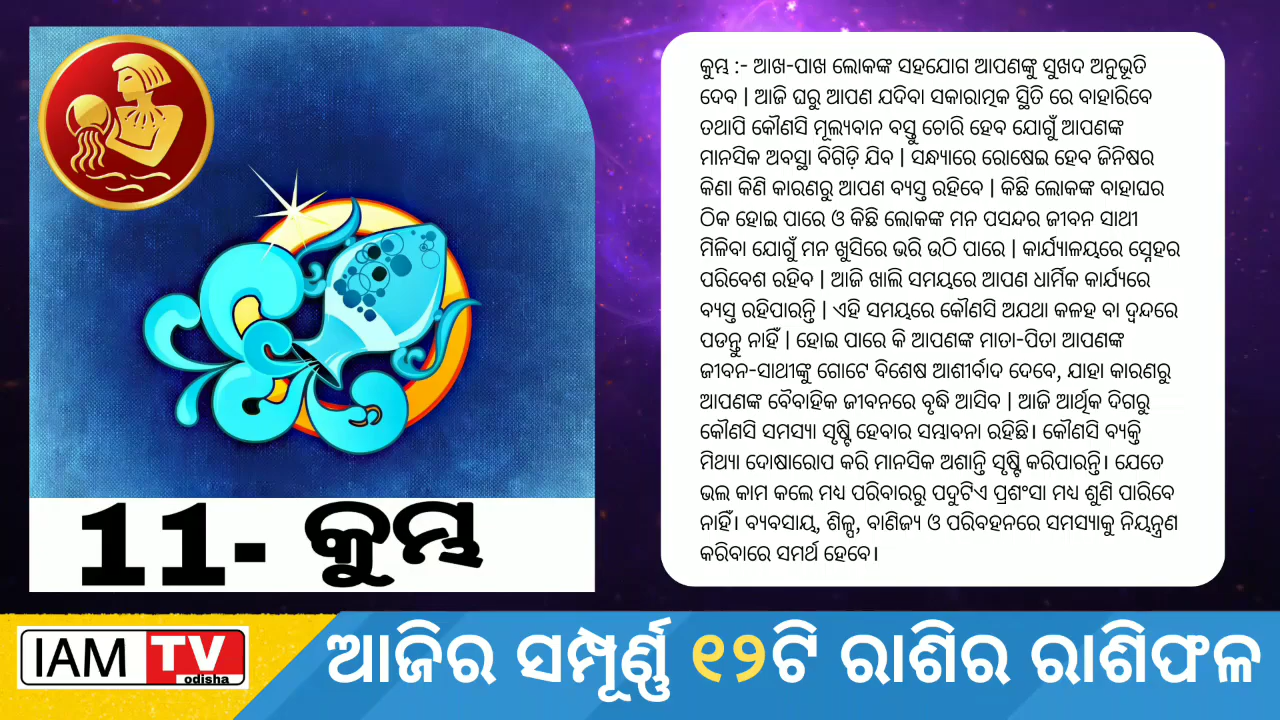 କୁମ୍ଭ :- ଆଖ-ପାଖ ଲୋକଙ୍କ ସହଯୋଗ ଆପଣଙ୍କୁ ସୁଖଦ ଅନୁଭୂତି
ଦେବ | ଆଜି ଘରୁ ଆପଣ ଯଦିବା ସକାରାତ୍ମକ ସ୍ଥିତି ରେ ବାହାରିବେ
ତଥାପି କୌଣସି ମୂଲ୍ୟବାନ ବସ୍ତୁ ଚୋରି ହେବ ଯୋଗୁଁ ଆପଣଙ୍କ
ମାନସିକ ଅବସ୍ଥା ବିଗିଡ଼ି ଯିବ | ସନ୍ଧ୍ୟାରେ ରୋଷେଇ ହେବ ଜିନିଷର
କିଣା କିଣି କାରଣରୁ ଆପଣ ବ୍ୟସ୍ତ ରହିବେ | କିଛି ଲୋକଙ୍କ ବାହାଘର
ଠିକ ହୋଇ ପାରେ ଓ କିଛି ଲୋକଙ୍କ ମନ ପସନ୍ଦର ଜୀବନ ସାଥୀ
ମିଳିବା ଯୋଗୁଁ ମନ ଖୁସିରେ ଭରି ଉଠି ପାରେ | କାର୍ଯ୍ୟାଳୟରେ ସ୍ନେହର
ପରିବେଶ ରହିବ | ଆଜି ଖାଲି ସମୟରେ ଆପଣ ଧାର୍ମିକ କାର୍ଯ୍ୟରେ
ବ୍ୟସ୍ତ ରହିପାରନ୍ତି | ଏହି ସମୟରେ କୌଣସି ଅଯଥା କଳହ ବା ଦ୍ୱନ୍ଦରେ
ପଡନ୍ତୁ ନାହିଁ | ହୋଇ ପାରେ କି ଆପଣଙ୍କ ମାତା-ପିତା ଆପଣଙ୍କ
ଜୀବନ-ସାଥୀଙ୍କୁ ଗୋଟେ ବିଶେଷ ଆଶୀର୍ବାଦ ଦେବେ, ଯାହା କାରଣରୁ
ଆପଣଙ୍କ ବୈବାହିକ ଜୀବନରେ ବୃଦ୍ଧି ଆସିବ | ଆଜି ଆର୍ଥିକ ଦିଗରୁ
କୌଣସି ସମସ୍ୟା ସୃଷ୍ଟି ହେବାର ସମ୍ଭାବନା ରହିଛି। କୌଣସି ବ୍ୟକ୍ତି
ମିଥ୍ୟା ଦୋଷାରୋପ କରି ମାନସିକ ଅଶାନ୍ତି ସୃଷ୍ଟି କରିପାରନ୍ତି। ଯେତେ
ଭଲ କାମ କଲେ ମଧ୍ୟ ପରିବାରରୁ ପଦୁଟିଏ ପ୍ରଶଂସା ମଧ୍ୟ ଶୁଣି ପାରିବେ
ନାହିଁ। ବ୍ୟବସାୟ, ଶିଳ୍ପ, ବାଣିଜ୍ୟ ଓ ପରିବହନରେ ସମସ୍ୟାକୁ ନିୟନ୍ତ୍ରଣ
କରିବାରେ ସମର୍ଥ ହେବେ।
11- କୁମ୍ଭ
IAM TV odisha
ଆଜିର ସମ୍ପୂର୍ଣ୍ଣ ୧୨ଟି ରାଶିର ରାଶିଫଳ